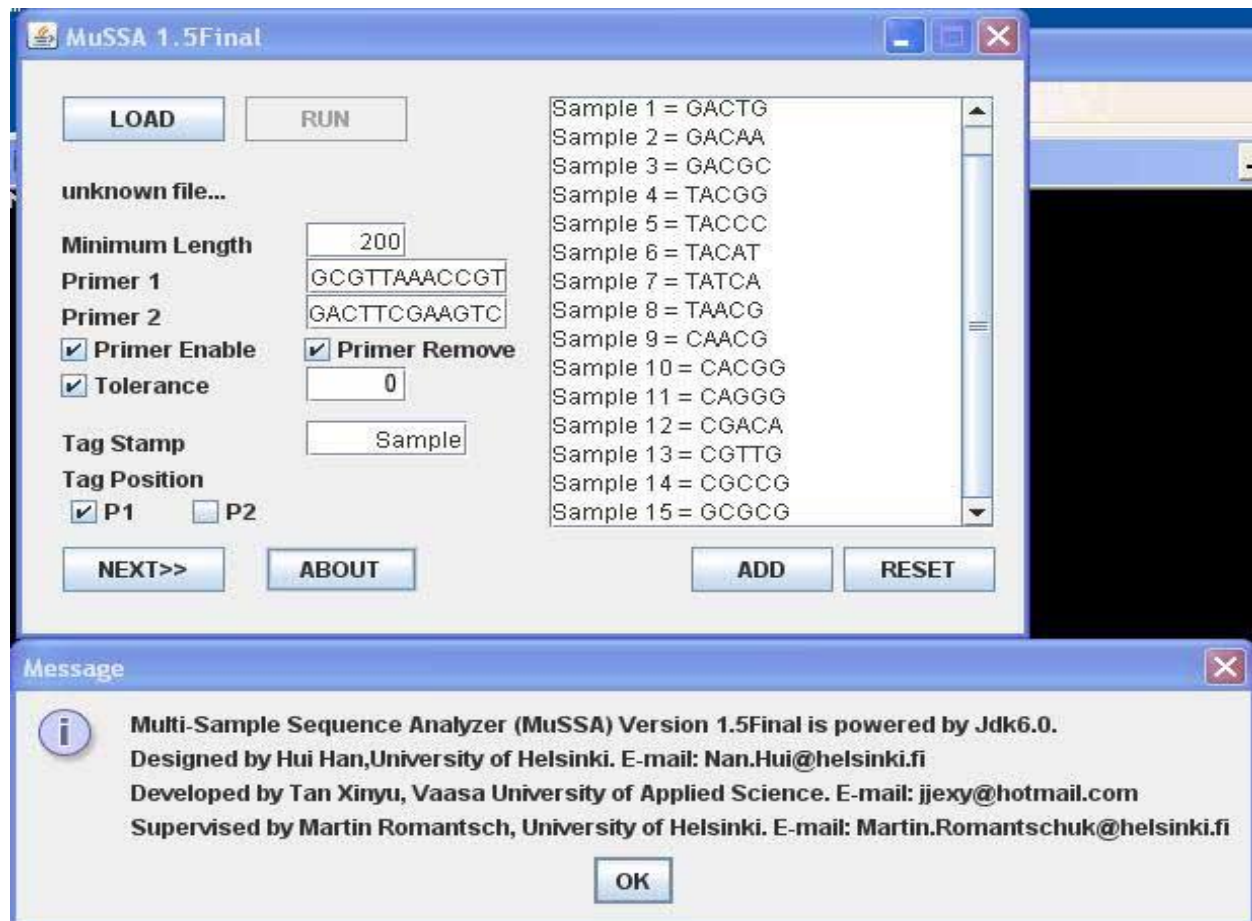 MuSSA 1.5Final
LOAD
RUN
unknown file...
Minimum Length 200
Primer 1 GCGTTAAACCGT
Primer 2 GACTTCGAAGTC
Primer Enable Primer Remove
Tolerance 0
Tag Stamp Sample
Tag Position
P1 P2
NEXT>>
ABOUT
Sample 1 = GACTG
Sample 2 = GACAA
Sample 3 = GACGC
Sample 4 = TACGG
Sample 5 = TACCC
Sample 6 = TACAT
Sample 7 = TATCA
Sample 8 = TAACG
Sample 9 = CAACG
Sample 10 = CACGG
Sample 11 = CAGGG
Sample 12 = CGACA
Sample 13 = CGTTG
Sample 14 = CGCCG
Sample 15 = GCGCG
ADD
RESET
Message
Multi-Sample Sequence Analyzer (MuSSA) Version 1.5Final is powered by Jdk6.0.
Designed by Hui Han,University of Helsinki. E-mail: Nan.Hui@helsinki.fi
Developed by Tan Xinyu, Vaasa University of Applied Science. E-mail: jjexy@hotmail.com
Supervised by Martin Romantsch, University of Helsinki. E-mail: Martin.Romantschuk@helsinki.fi
OK